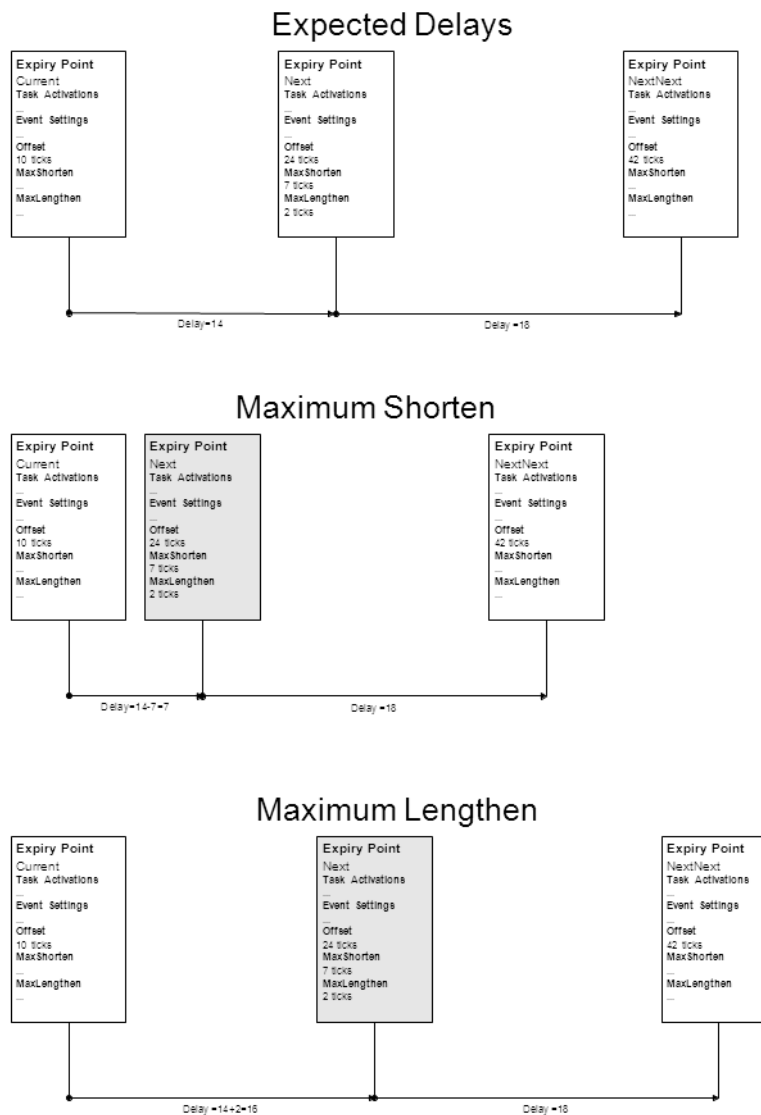 Expected Delays
Expiry Point
Current
Task Activations
...
Event Settings
...
Offset
10 ticks
MaxShorten
...
MaxLengthen
...
Expiry Point
Next
Task Activations
...
Event Settings
...
Offset
24 ticks
MaxShorten
7 ticks
MaxLengthen
2 ticks
Expiry Point
NextNext
Task Activations
...
Event Settings
...
Offset
42 ticks
MaxShorten
...
MaxLengthen
...
Delay=14
Delay =18
Maximum Shorten
Expiry Point
Current
Task Activations
...
Event Settings
...
Offset
10 ticks
MaxShorten
...
MaxLengthen
...
Expiry Point
Next
Task Activations
...
Event Settings
...
Offset
24 ticks
MaxShorten
7 ticks
MaxLengthen
2 ticks
Expiry Point
NextNext
Task Activations
...
Event Settings
...
Offset
42 ticks
MaxShorten
...
MaxLengthen
...
Delay=14-7=7
Delay =18
Maximum Lengthen
Expiry Point
Current
Task Activations
...
Event Settings
...
Offset
10 ticks
MaxShorten
...
MaxLengthen
...
Expiry Point
Next
Task Activations
...
Event Settings
...
Offset
24 ticks
MaxShorten
7 ticks
MaxLengthen
2 ticks
Expiry Point
NextNext
Task Activations
...
Event Settings
...
Offset
42 ticks
MaxShorten
...
MaxLengthen
...
Delay =14+2=16
Delay =18